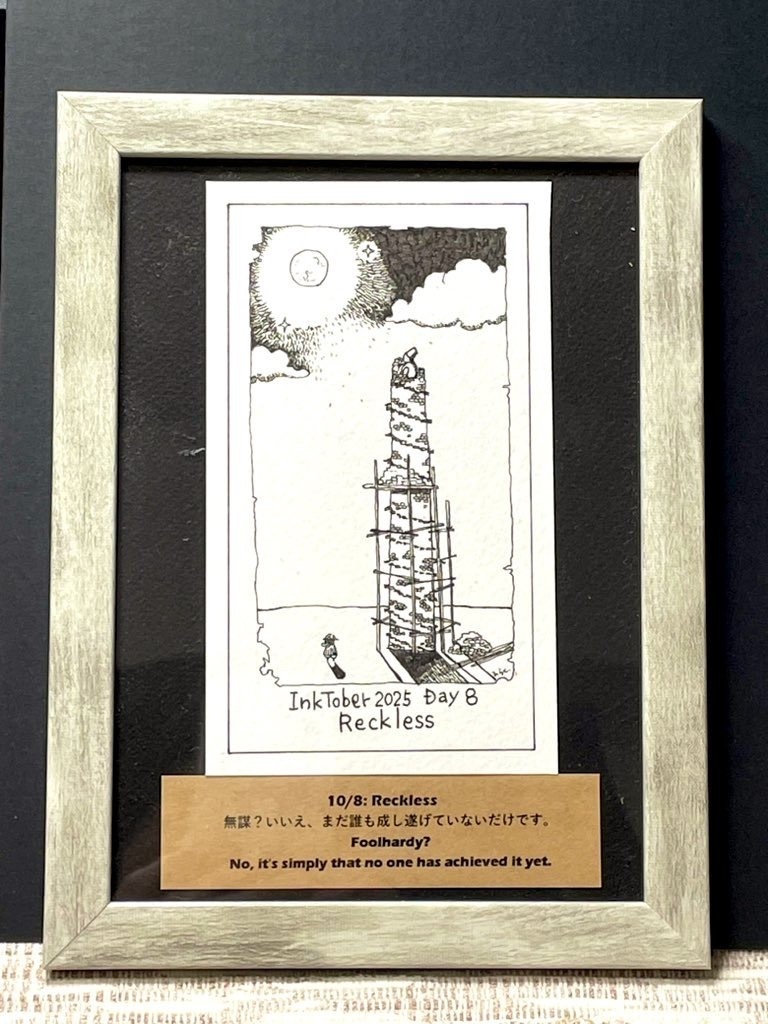 InkTober 2025 Day 8
Reckless
10/8: Reckless
無謀？いいえ、まだ誰も成し遂げていないだけです。
Foolhardy?
No, it's simply that no one has achieved it yet.